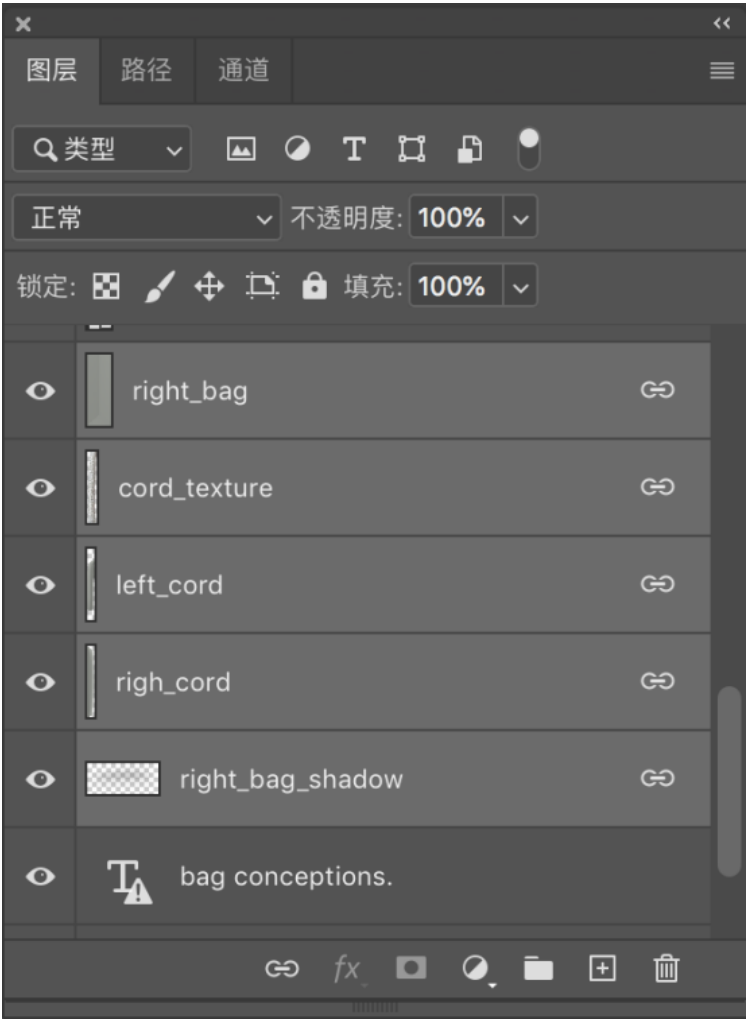 图层 路径 通道
类型
正常 不透明度: 100%
锁定: 填充: 100%
right_bag
cord_texture
left_cord
righ_cord
right_bag_shadow
bag conceptions.
fx